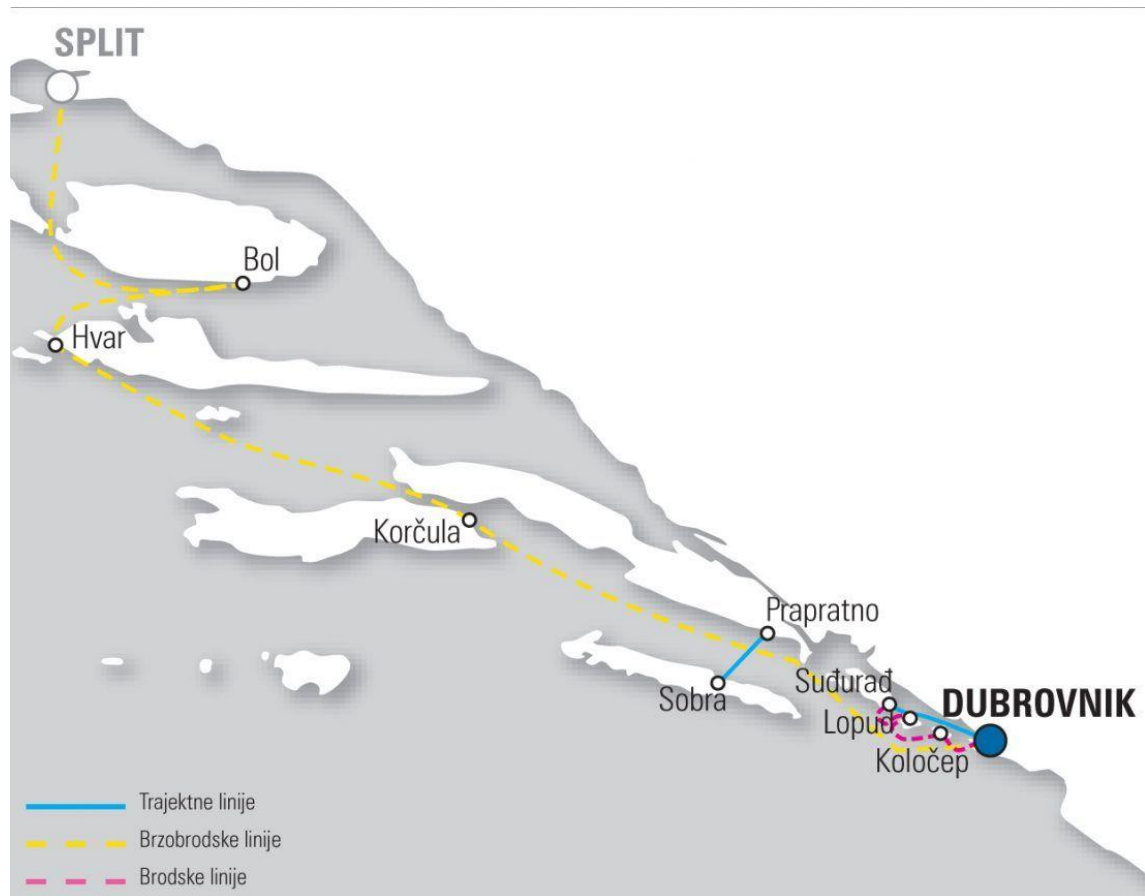 SPLIT
Bol
Hvar
Korčula
Prapratno
Sobra
Suđurađ
DUBROVNIK
Lopud
Koločep
Trajektne linije
Brzobrodske linije
Brodske linije